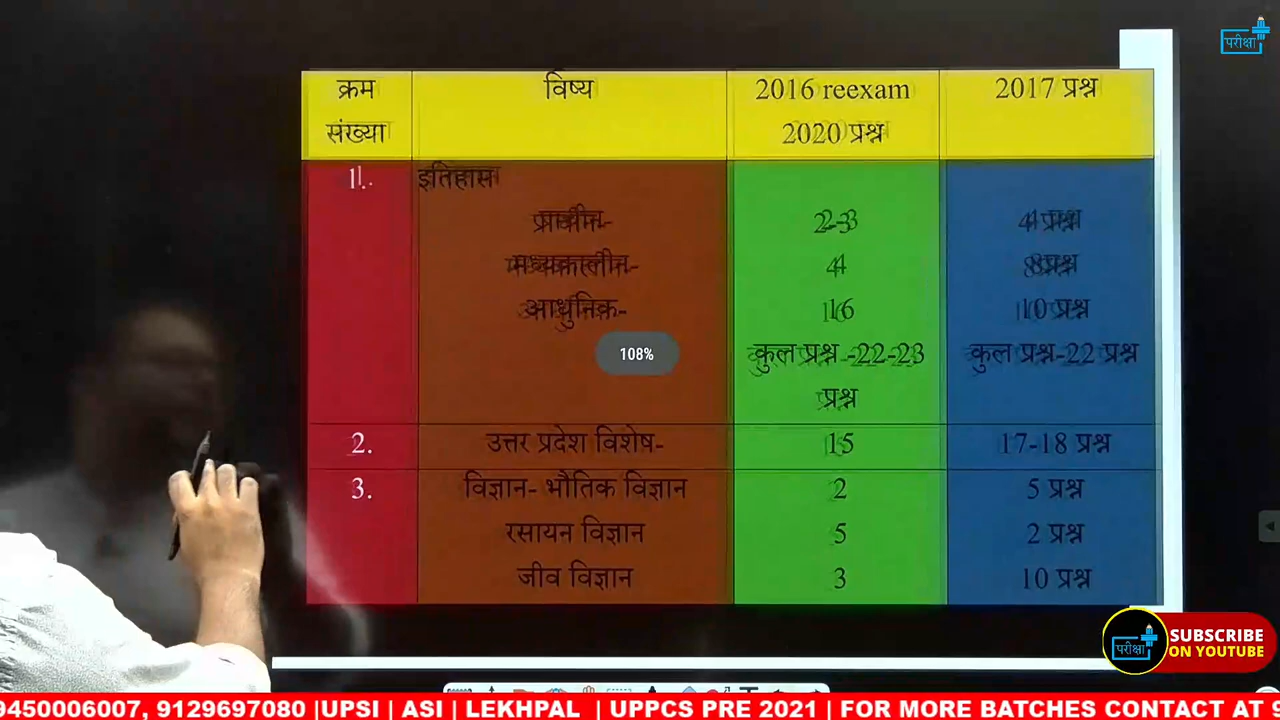 परीक्षा
क्रम संख्या विष्य 2016 reexam 2020 प्रश्न 2017 प्रश्न
1. इतिहास
प्राचीन- 2-3 4 प्रश्न
मध्यकालीन- 4 8प्रश्न
आधुनिक- 16 10 प्रश्न
कुल प्रश्न -22-23 प्रश्न कुल प्रश्न-22 प्रश्न
108%
2. उत्तर प्रदेश विशेष- 15 17-18 प्रश्न
3. विज्ञान- भौतिक विज्ञान 2 5 प्रश्न
रसायन विज्ञान 5 2 प्रश्न
जीव विज्ञान 3 10 प्रश्न
परीक्षा SUBSCRIBE
ON YOUTUBE
9450006007, 9129697080 |UPSI | ASI | LEKHPAL | UPPCS PRE 2021 | FOR MORE BATCHES CONTACT AT 9